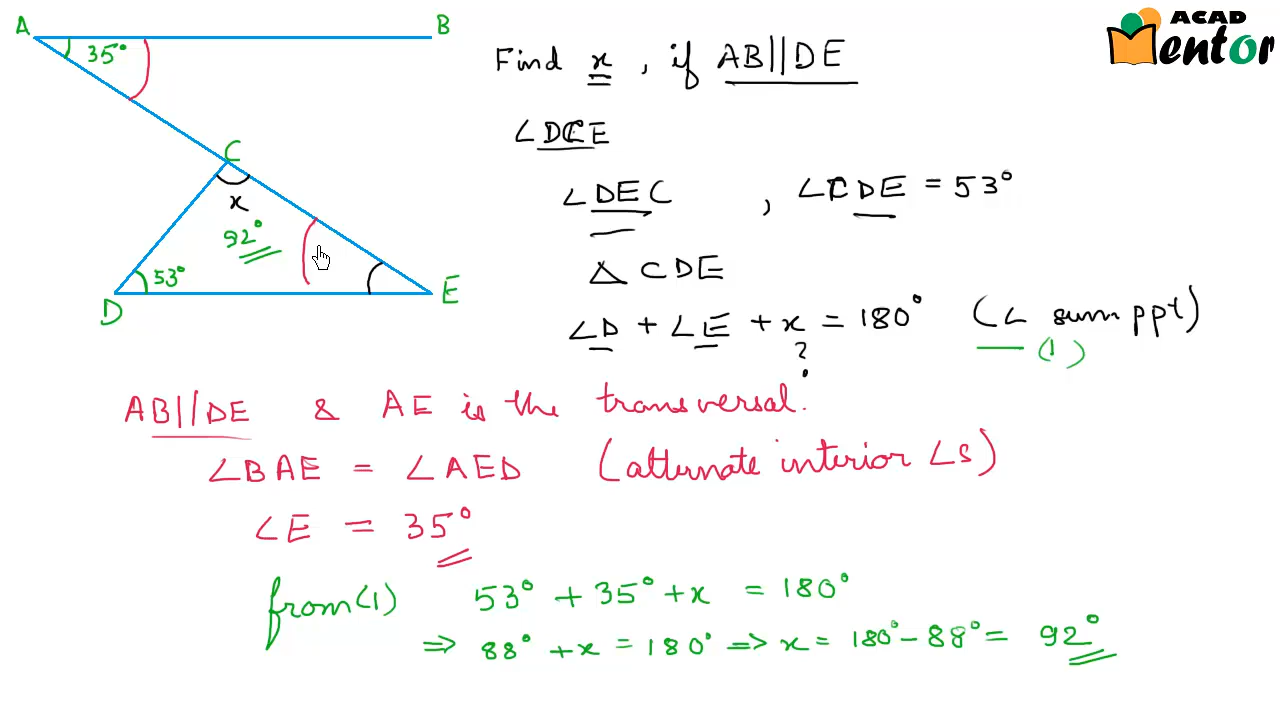 A
B
35°
C
x
92°
53°
D
E
ACAD
Mentor
Find x, if AB||DE
∠DCE
∠DEC , ∠CDE = 53°
△ CDE
∠D + ∠E + x = 180° (∠ sum ppt)
?
(1)
AB||DE & AE is the transversal.
∠BAE = ∠AED (alternate interior ∠s)
∠E = 35°
from (1) 53° + 35° + x = 180°
⇒ 88° + x = 180° ⇒ x = 180° - 88° = 92°